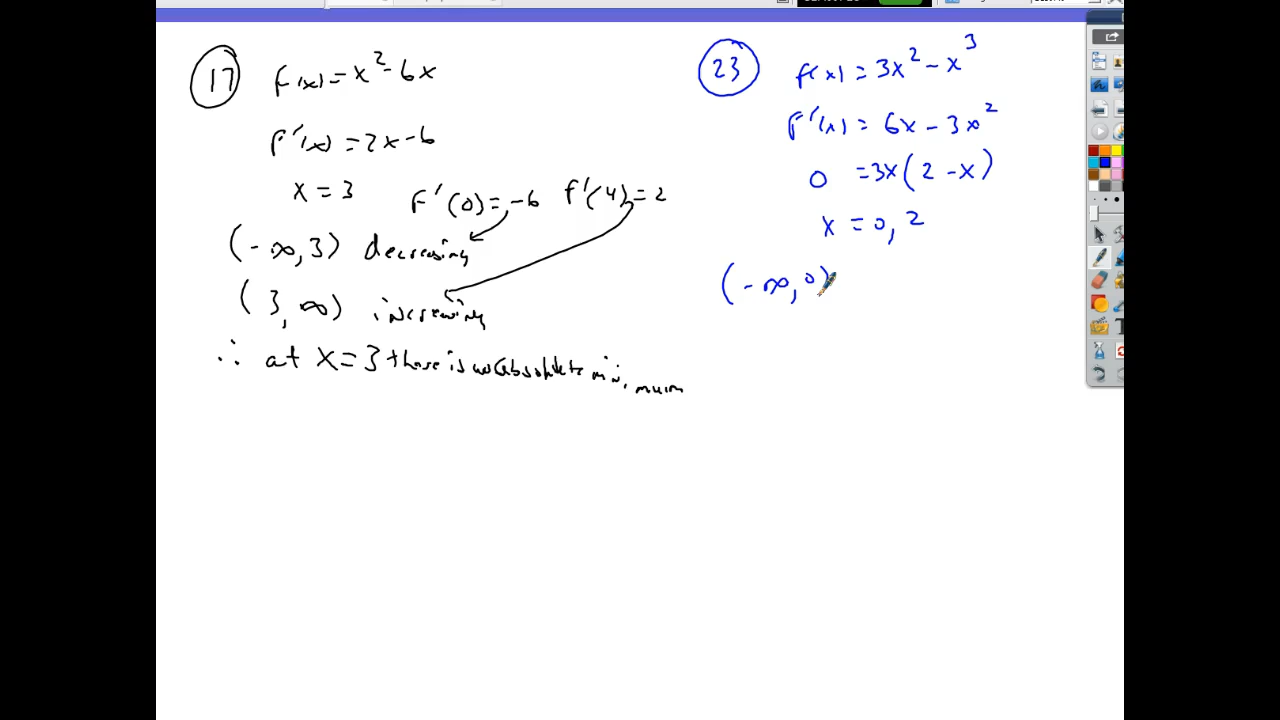 17 f(x) = x² - 6x
f'(x) = 2x - 6
x = 3 f'(0) = -6 f'(4) = 2
(-∞, 3) decreasing
(3, ∞) increasing
∴ at x = 3 there is absolute minimum
23 f(x) = 3x² - x³
f'(x) = 6x - 3x²
0 = 3x(2 - x)
x = 0, 2
(-∞, 0)